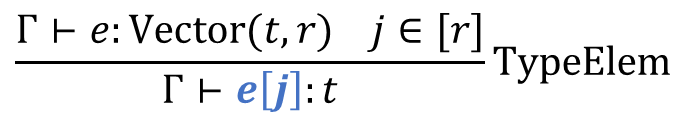 Γ ⊢ e: Vector(t, r) j ∈ [r]
TypeElem
Γ ⊢ e[j]: t